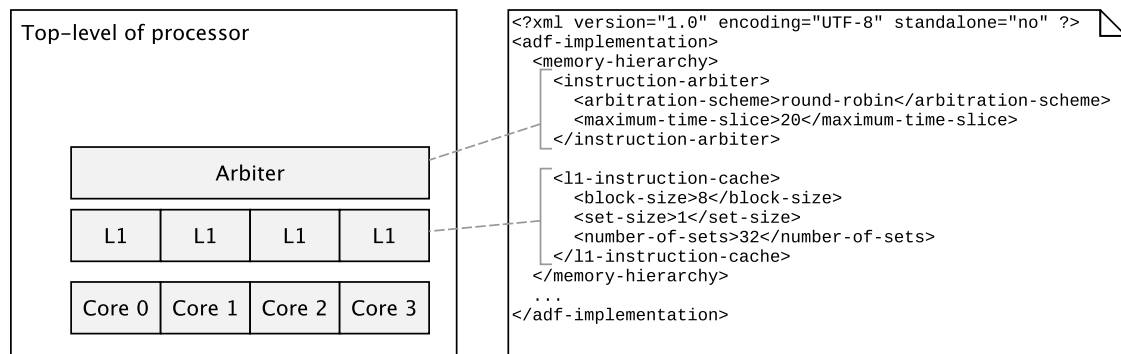 Top-level of processor
Arbiter
L1 L1 L1 L1
Core 0 Core 1 Core 2 Core 3
<?xml version="1.0" encoding="UTF-8" standalone="no" ?>
<adf-implementation>
  <memory-hierarchy>
    <instruction-arbiter>
      <arbitration-scheme>round-robin</arbitration-scheme>
      <maximum-time-slice>20</maximum-time-slice>
    </instruction-arbiter>
    <l1-instruction-cache>
      <block-size>8</block-size>
      <set-size>1</set-size>
      <number-of-sets>32</number-of-sets>
    </l1-instruction-cache>
  </memory-hierarchy>
  ...
</adf-implementation>